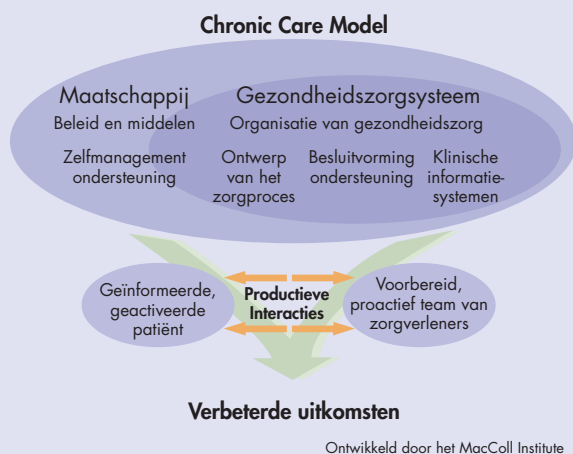 Chronic Care Model
Maatschappij
Beleid en middelen
Gezondheidszorgsysteem
Organisatie van gezondheidszorg
Zelfmanagement
ondersteuning
Ontwerp
van het
zorgproces
Besluitvorming
ondersteuning
Klinische
informatie-
systemen
Geïnformeerde,
geactiveerde
patiënt
Productieve
Interacties
Voorbereid,
proactief team van
zorgverleners
Verbeterde uitkomsten
Ontwikkeld door het MacColl Institute